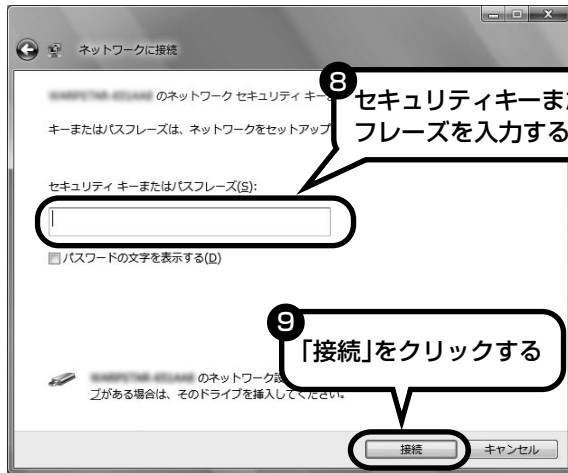 ネットワークに接続
のネットワーク セキュリティ キー
キーまたはパスフレーズは、ネットワークをセットアップ
8
セキュリティキーまた
フレーズを入力する
セキュリティ キーまたはパスフレーズ(S):
パスワードの文字を表示する(D)
9
「接続」をクリックする
のネットワーク設
ブがある場合は、そのドライブを挿入してください。
接続
キャンセル